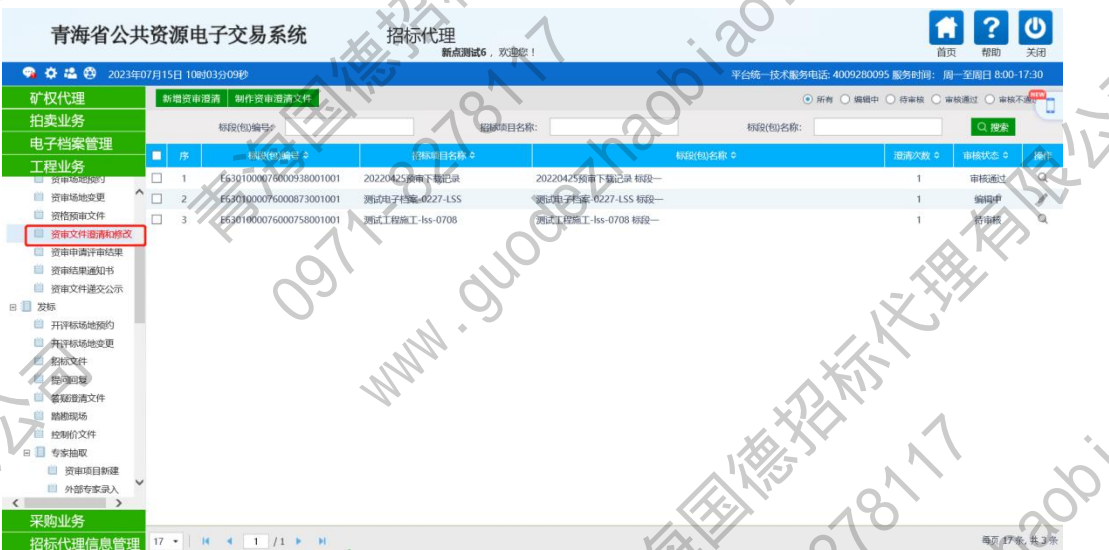 青海省公共资源电子交易系统
招标代理
新点测试6，欢迎您！
首页 帮助 关闭
2023年07月15日 10时03分09秒
平台统一技术服务电话: 4009280095 服务时间: 周一至周日 8:00-17:30
矿权代理
拍卖业务
电子档案管理
工程业务
新增资审澄清 制作资审澄清文件
所有 编辑中 待审核 审核通过 审核不通过
NEW
标段(包)编号: 招标项目名称: 标段(包)名称: 搜索
序 标段(包)编号 招标项目名称 标段(包)名称 澄清次数 审核状态 操作
1 E6301000076000938001001 20220425预审下载记录 20220425预审下载记录 标段一 1 审核通过
2 E6301000076000873001001 测试电子档案-0227-LSS 测试电子档案-0227-LSS 标段一 1 编辑中
3 E6301000076000758001001 测试工程施工-lss-0708 测试工程施工-lss-0708 标段一 1 待审核
资审场地预约
资审场地变更
资格预审文件
资审文件澄清和修改
资审申请评审结果
资审结果通知书
资审文件递交公示
发标
开评标场地预约
开评标场地变更
招标文件
提问回复
答疑澄清文件
踏勘现场
控制价文件
专家抽取
资审项目新建
外部专家录入
采购业务
招标代理信息管理
17 1 /1
每页 17 条, 共 3 条
青海国德招标代理有限公司
0971-8278117
www.guodezhaobiao